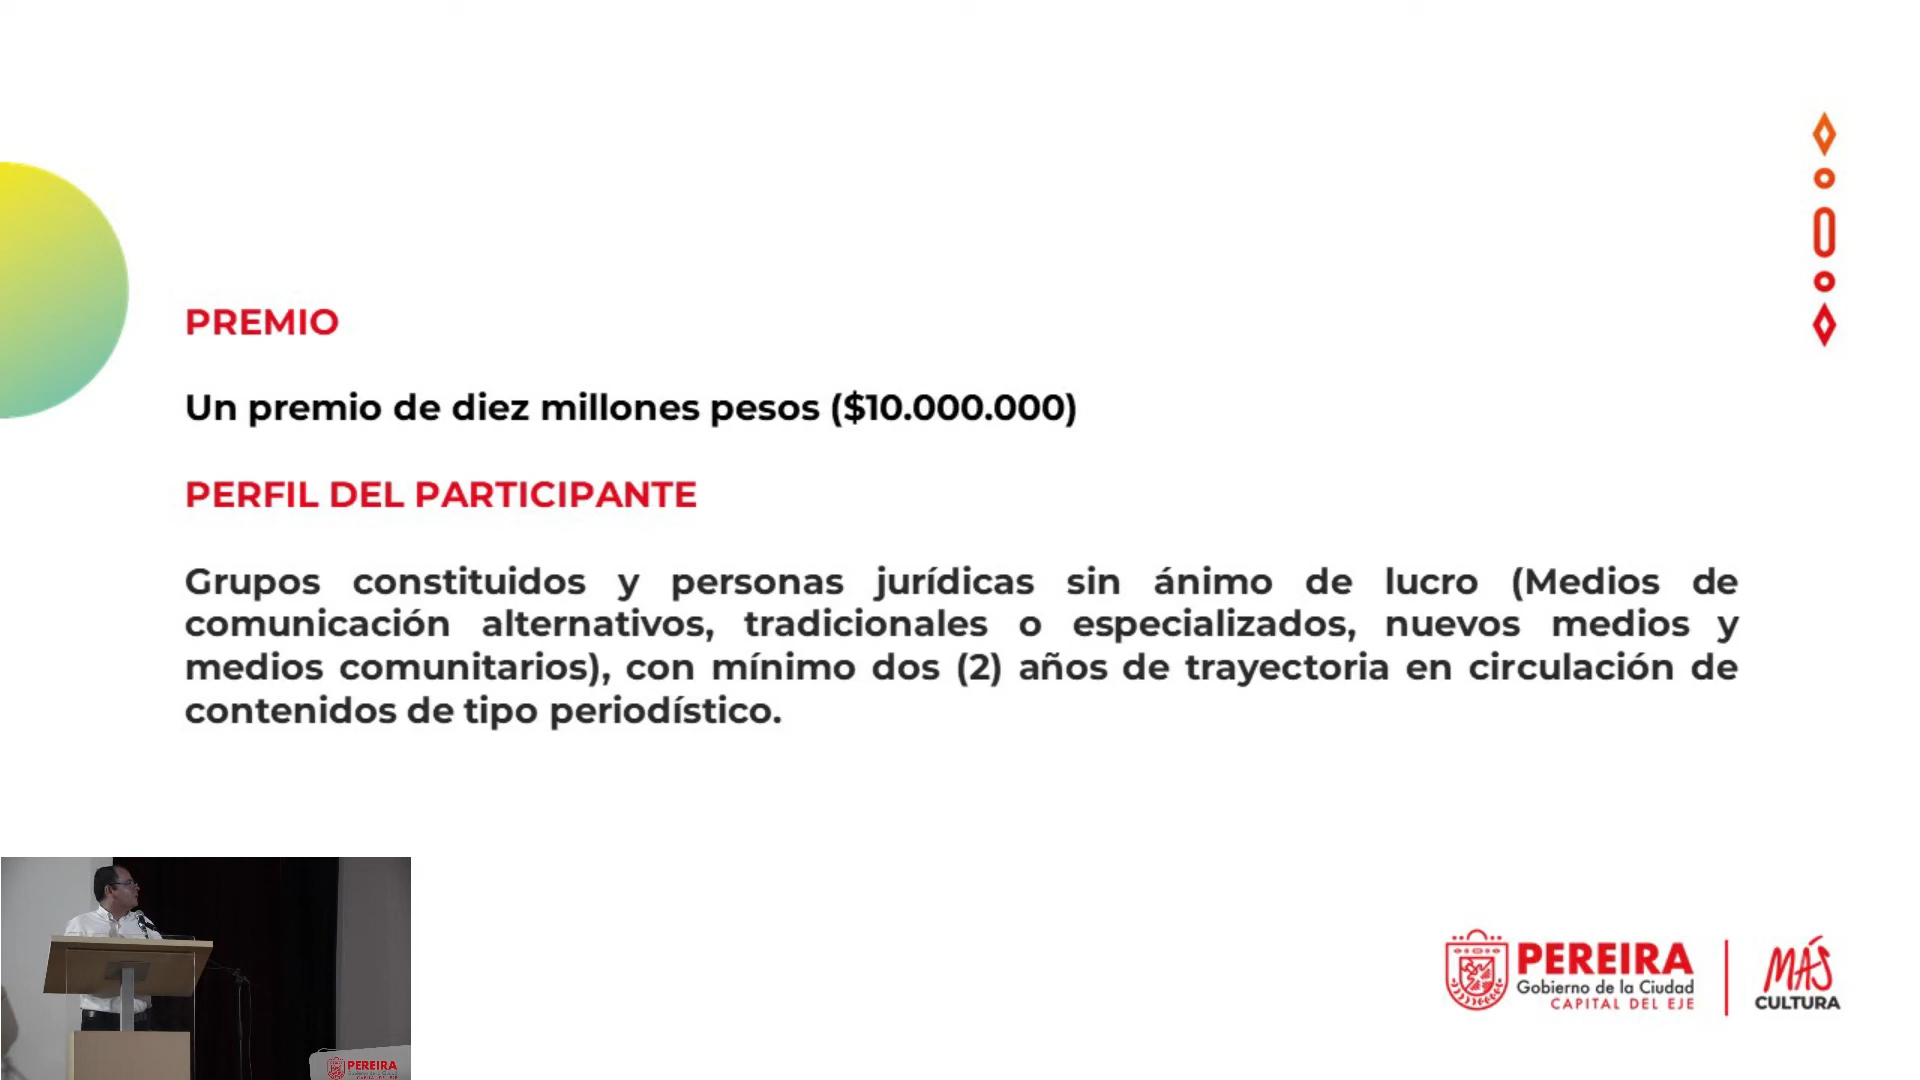 PREMIO
Un premio de diez millones pesos ($10.000.000)
PERFIL DEL PARTICIPANTE
Grupos constituidos y personas jurídicas sin ánimo de lucro (Medios de
comunicación alternativos, tradicionales o especializados, nuevos medios y
medios comunitarios), con mínimo dos (2) años de trayectoria en circulación de
contenidos de tipo periodístico.
PEREIRA
Gobierno de la Ciudad
CAPITAL DEL EJE
MÁS
CULTURA
PEREIRA